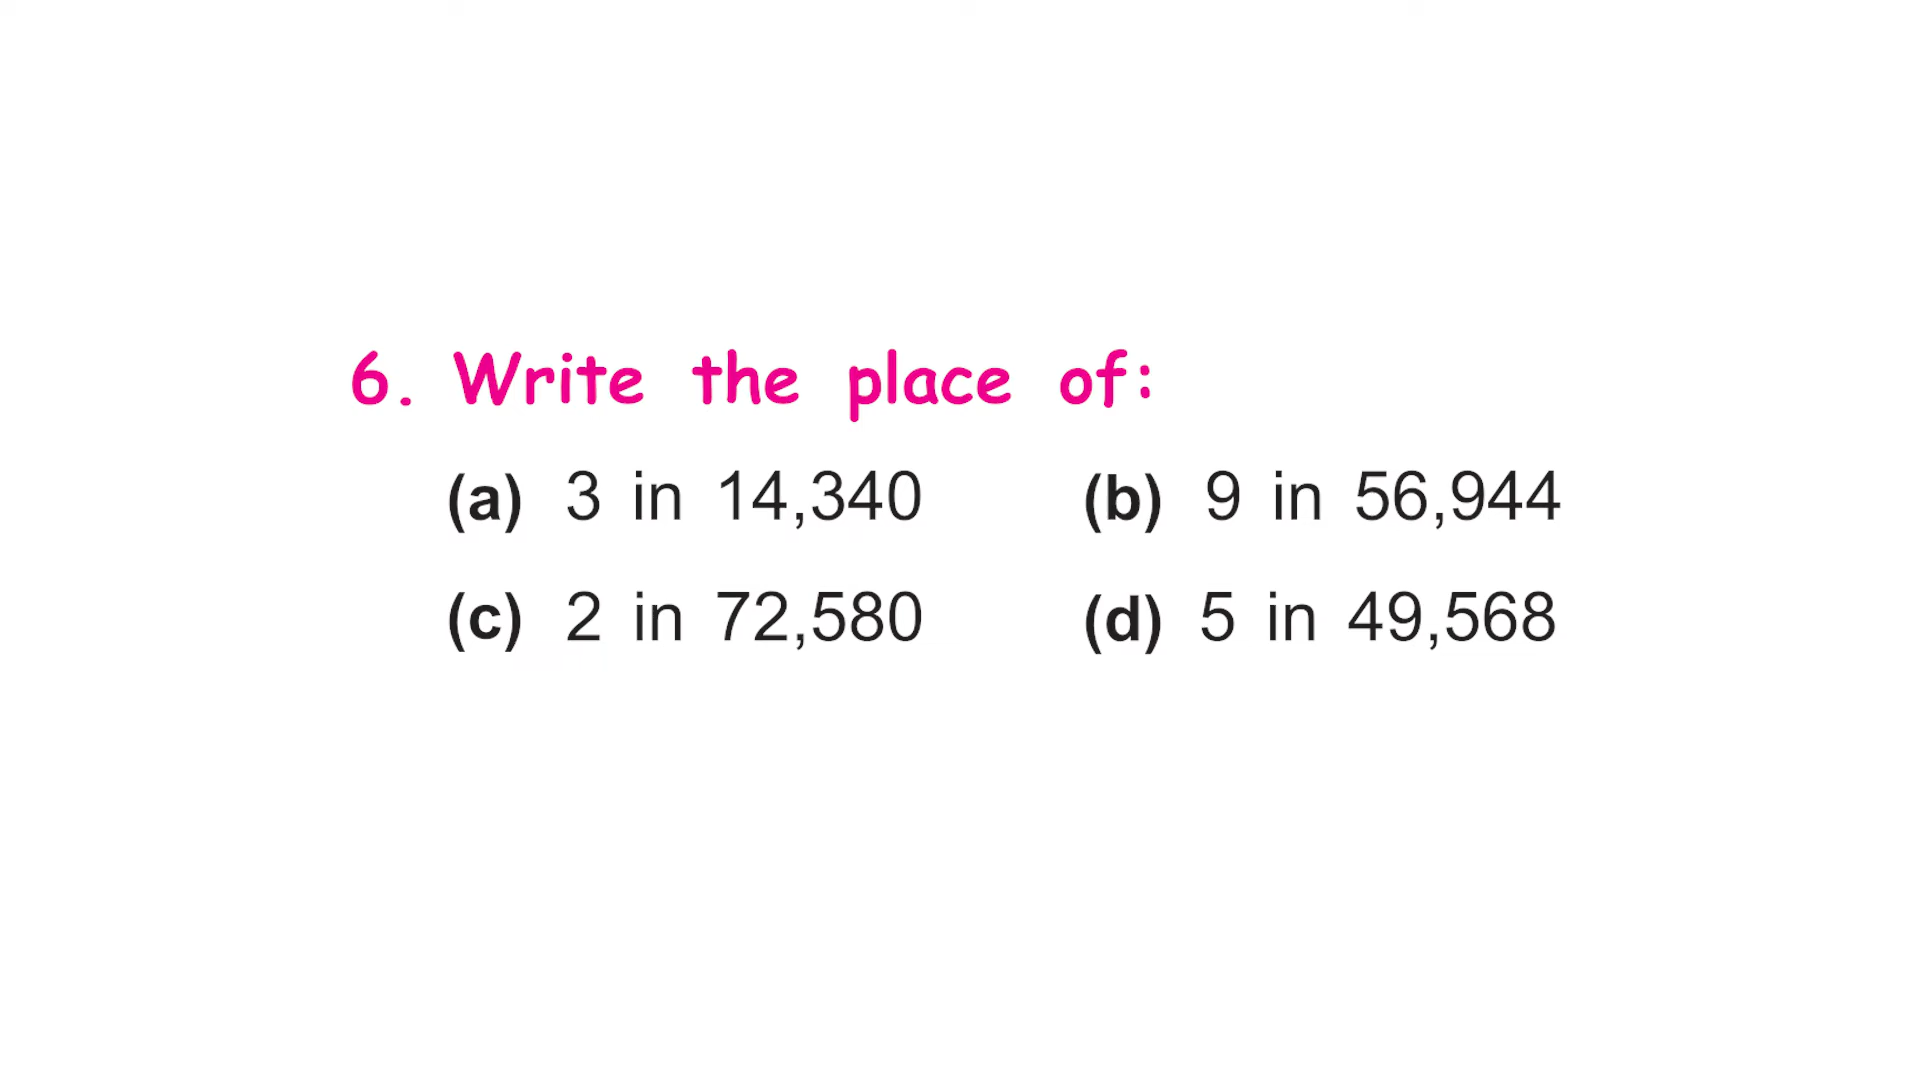 6. Write the place of:
(a) 3 in 14,340 (b) 9 in 56,944
(c) 2 in 72,580 (d) 5 in 49,568